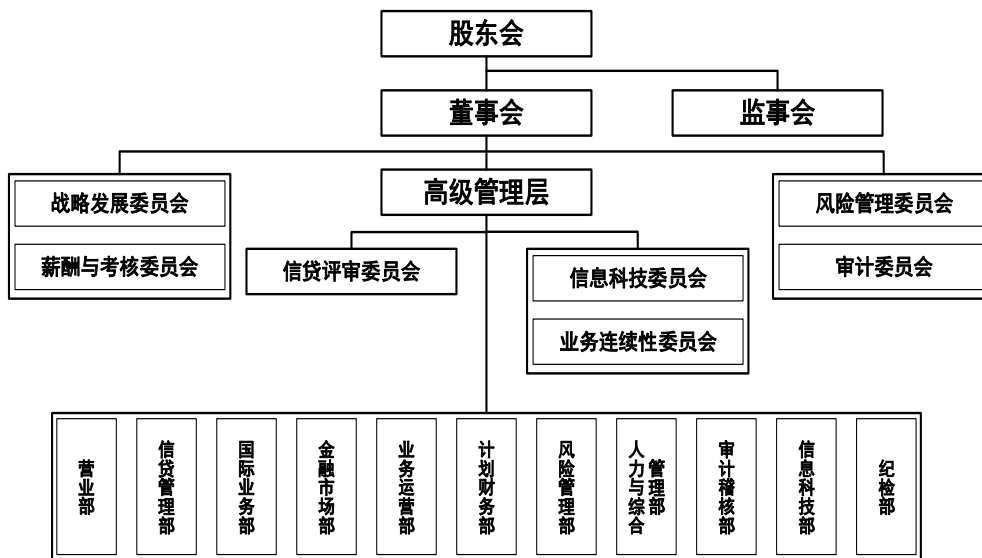 股东会
董事会
监事会
战略发展委员会
薪酬与考核委员会
高级管理层
风险管理委员会
审计委员会
信贷评审委员会
信息科技委员会
业务连续性委员会
营业部
信贷管理部
国际业务部
金融市场部
业务运营部
计划财务部
风险管理部
人力与综合
管理部
审计稽核部
信息科技部
纪检部